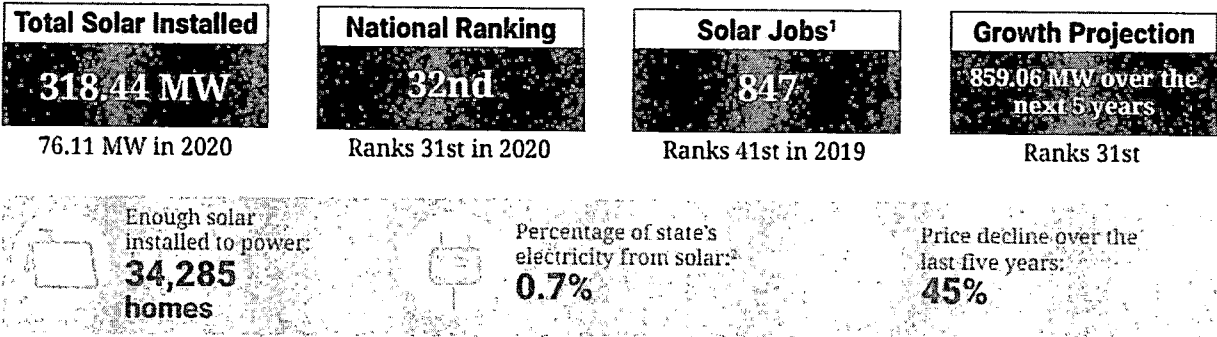 Total Solar Installed
318.44 MW
76.11 MW in 2020
National Ranking
32nd
Ranks 31st in 2020
Solar Jobs¹
847
Ranks 41st in 2019
Growth Projection
859.06 MW over the
next 5 years
Ranks 31st
Enough solar
installed to power:
34,285
homes
Percentage of state's
electricity from solar:²
0.7%
Price decline over the
last five years:
45%